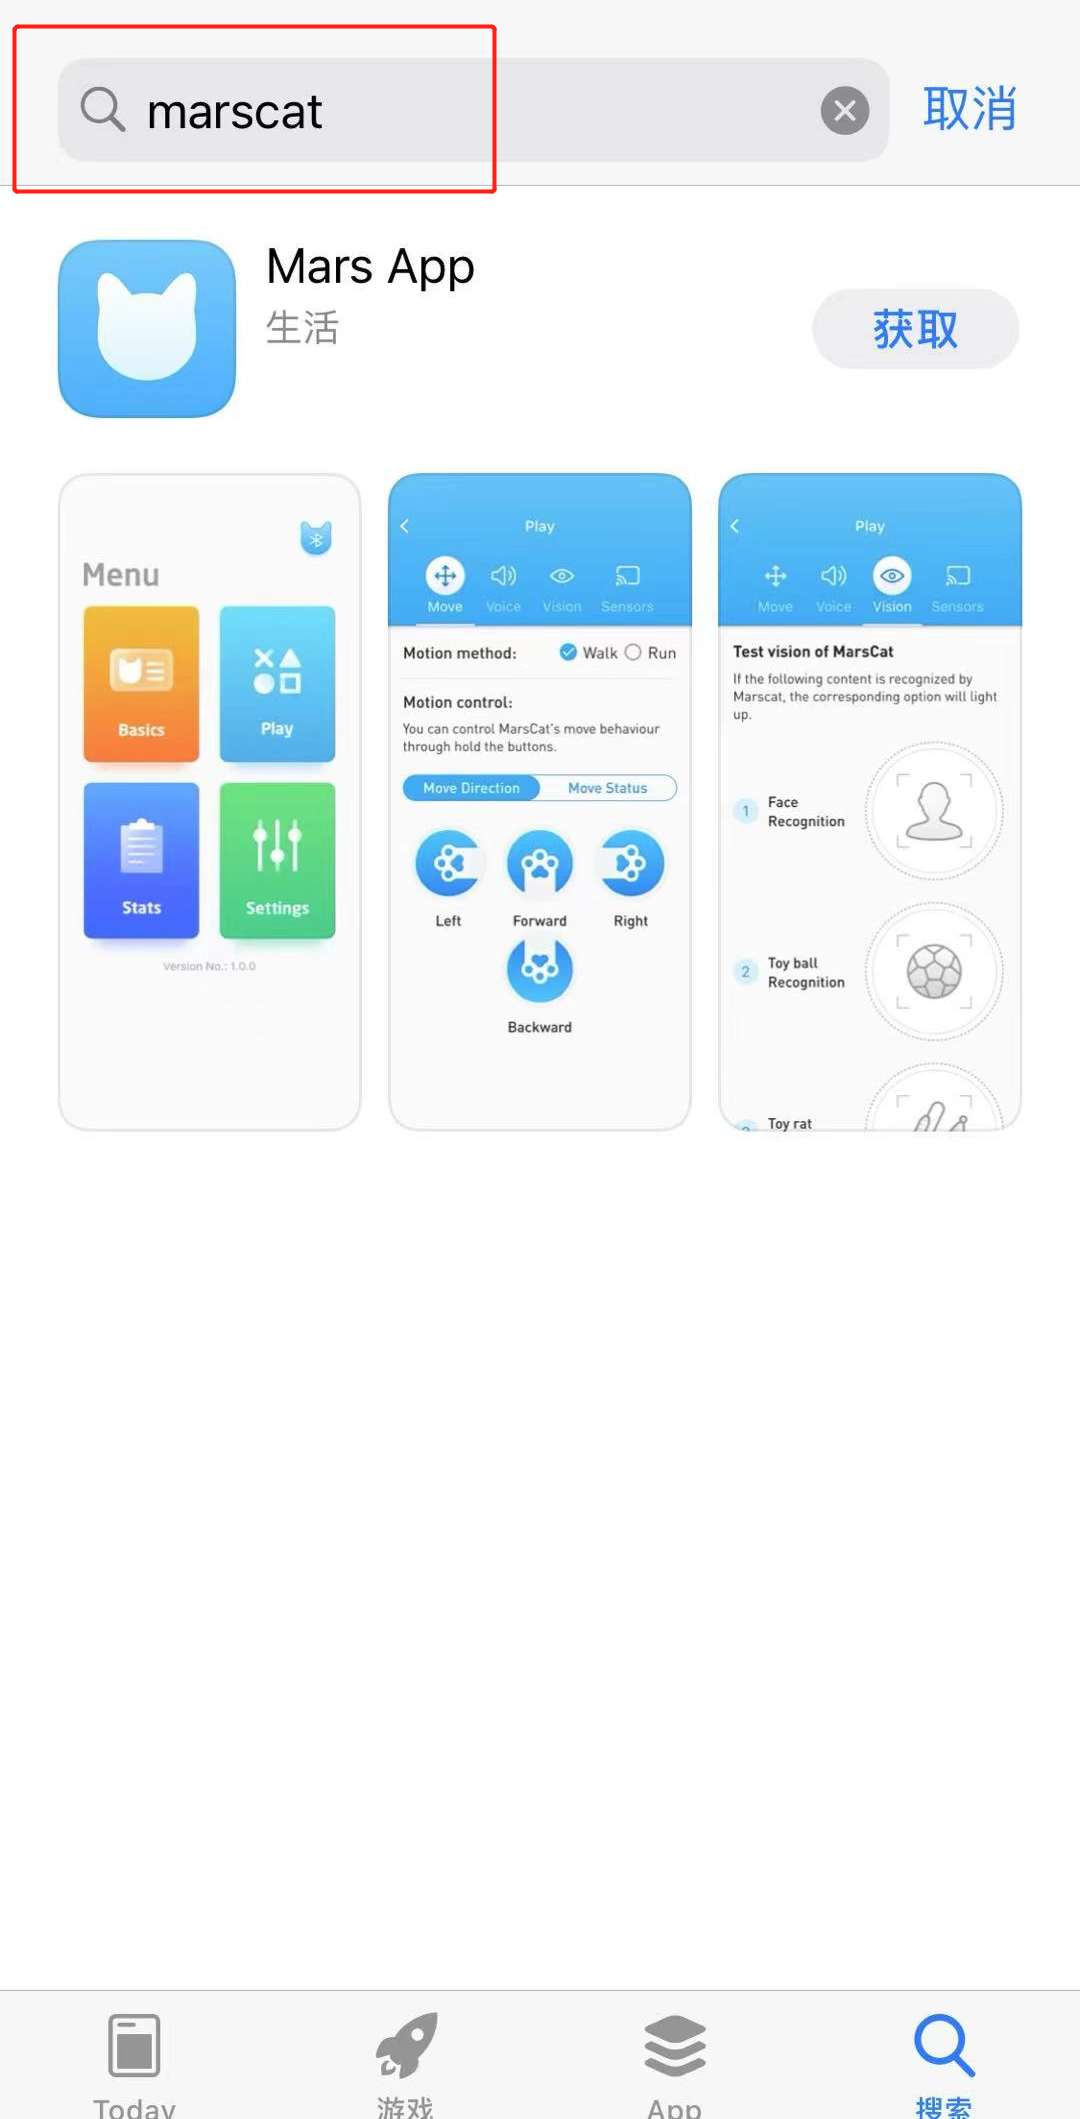 marscat
取消
Mars App
生活
获取
Menu
Basics
Play
Stats
Settings
Version No.: 1.0.0
Play
Move
Voice
Vision
Sensors
Motion method:
Walk
Run
Motion control:
You can control MarsCat's move behaviour
through hold the buttons.
Move Direction
Move Status
Left
Forward
Right
Backward
Play
Move
Voice
Vision
Sensors
Test vision of MarsCat
If the following content is recognized by
Marscat, the corresponding option will light
up.
1
Face
Recognition
2
Toy ball
Recognition
Toy rat
Today
游戏
App
搜索